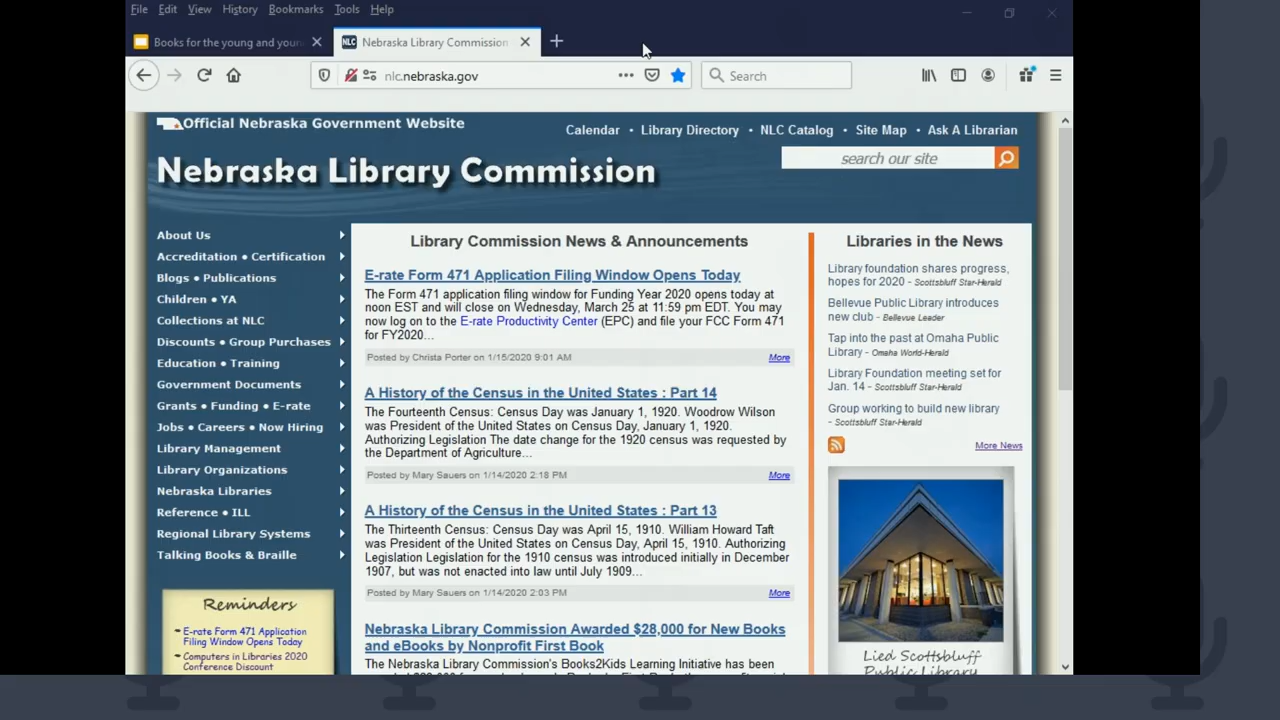 File Edit View History Bookmarks Tools Help
Books for the young and youn
NLC Nebraska Library Commission
nlc.nebraska.gov
Search
Official Nebraska Government Website
Calendar • Library Directory • NLC Catalog • Site Map • Ask A Librarian
search our site
Nebraska Library Commission
About Us
Accreditation • Certification
Blogs • Publications
Children • YA
Collections at NLC
Discounts • Group Purchases
Education • Training
Government Documents
Grants • Funding • E-rate
Jobs • Careers • Now Hiring
Library Management
Library Organizations
Nebraska Libraries
Reference • ILL
Regional Library Systems
Talking Books & Braille
Reminders
E-rate Form 471 Application
Filing Window Opens Today
Computers in Libraries 2020
Conference Discount
Library Commission News & Announcements
E-rate Form 471 Application Filing Window Opens Today
The Form 471 application filing window for Funding Year 2020 opens today at
noon EST and will close on Wednesday, March 25 at 11:59 pm EDT. You may
now log on to the E-rate Productivity Center (EPC) and file your FCC Form 471
for FY2020...
Posted by Christa Porter on 1/15/2020 9:01 AM More
A History of the Census in the United States : Part 14
The Fourteenth Census: Census Day was January 1, 1920. Woodrow Wilson
was President of the United States on Census Day, January 1, 1920.
Authorizing Legislation The date change for the 1920 census was requested by
the Department of Agriculture...
Posted by Mary Sauers on 1/14/2020 2:18 PM More
A History of the Census in the United States : Part 13
The Thirteenth Census: Census Day was April 15, 1910. William Howard Taft
was President of the United States on Census Day, April 15, 1910. Authorizing
Legislation Legislation for the 1910 census was introduced initially in December
1907, but was not enacted into law until July 1909...
Posted by Mary Sauers on 1/14/2020 2:03 PM More
Nebraska Library Commission Awarded $28,000 for New Books
and eBooks by Nonprofit First Book
The Nebraska Library Commission's Books2Kids Learning Initiative has been
Libraries in the News
Library foundation shares progress,
hopes for 2020 - Scottsbluff Star-Herald
Bellevue Public Library introduces
new club - Bellevue Leader
Tap into the past at Omaha Public
Library - Omaha World-Herald
Library Foundation meeting set for
Jan. 14 - Scottsbluff Star-Herald
Group working to build new library
- Scottsbluff Star-Herald
More News
Lied Scottsbluff
Public Library